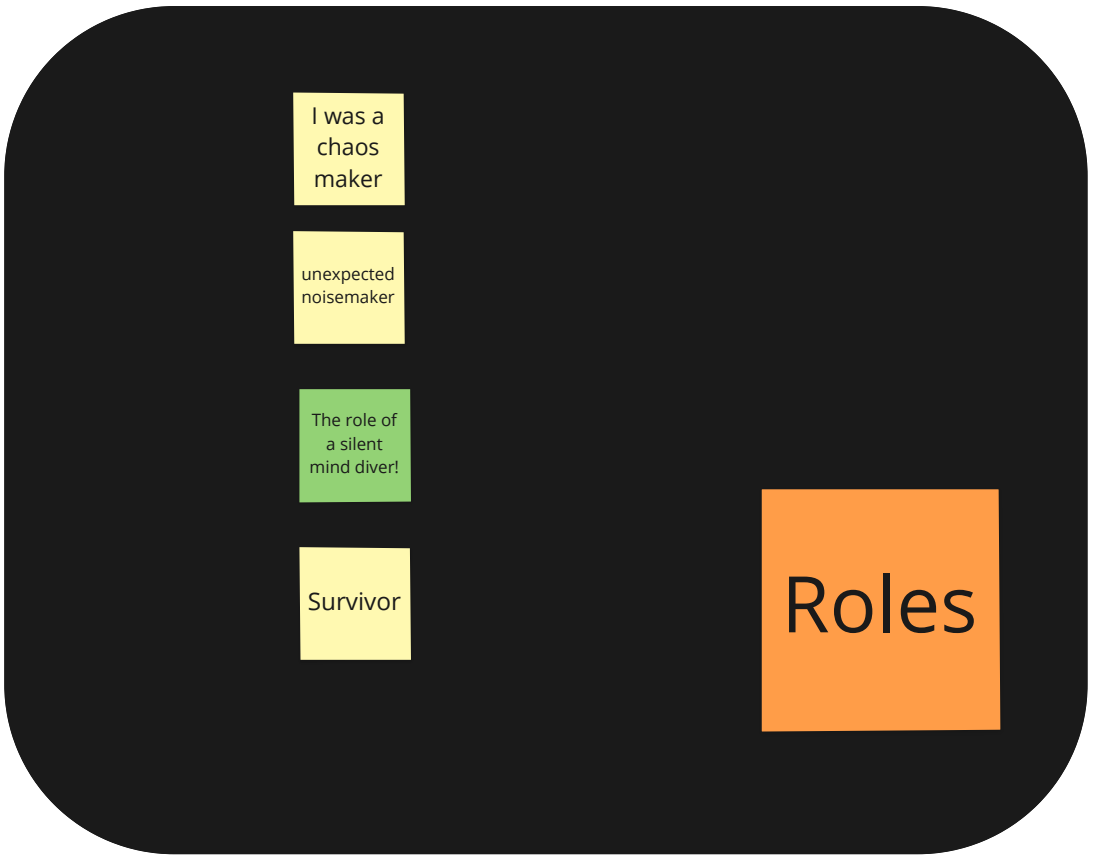 I was a
chaos
maker
unexpected
noisemaker
The role of
a silent
mind diver!
Survivor
Roles